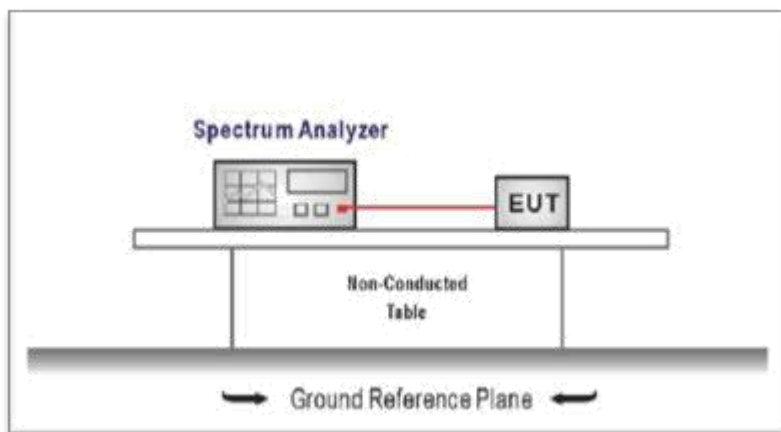 Spectrum Analyzer
EUT
Non-Conducted
Table
Ground Reference Plane